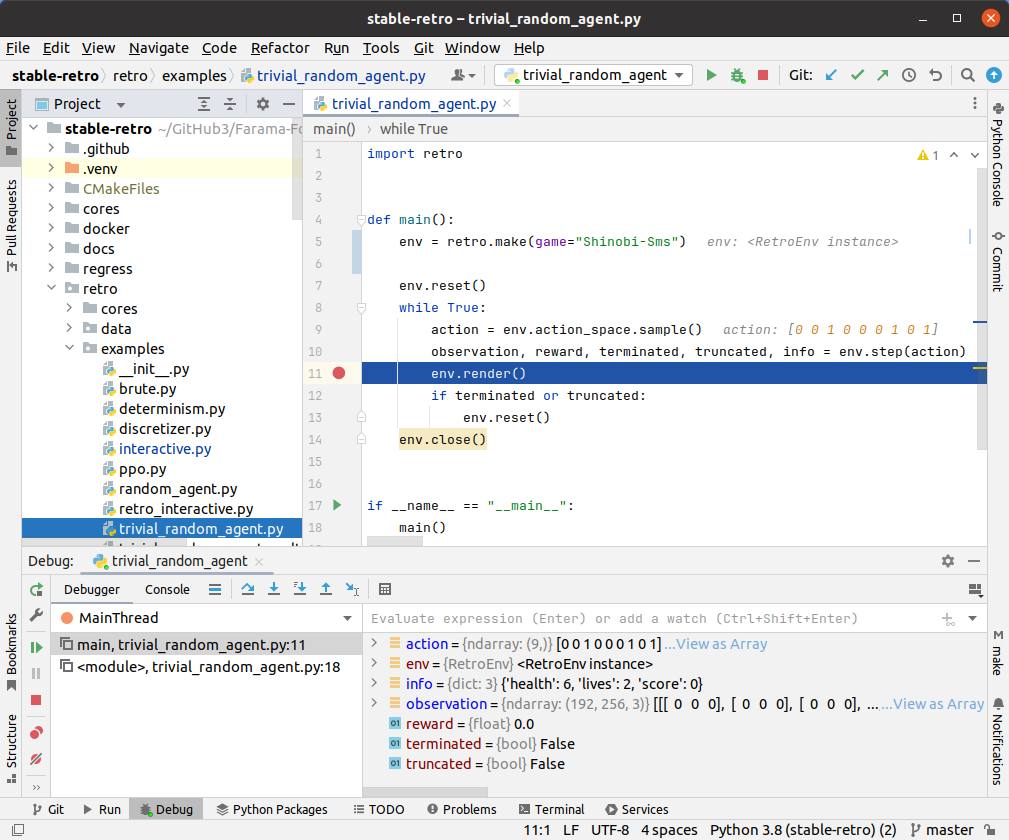 stable-retro – trivial_random_agent.py
File Edit View Navigate Code Refactor Run Tools Git Window Help
stable-retro retro examples trivial_random_agent.py trivial_random_agent Git:
Project
Pull Requests
Bookmarks
Structure
Project
stable-retro ~/GitHub3/Farama-Fo
.github
.venv
CMakeFiles
cores
docker
docs
regress
retro
cores
data
examples
__init__.py
brute.py
determinism.py
discretizer.py
interactive.py
ppo.py
random_agent.py
retro_interactive.py
trivial_random_agent.py
trivial_random_agent.py
main() › while True
1 import retro
2
3
4 def main():
5 env = retro.make(game="Shinobi-Sms") env: <RetroEnv instance>
6
7 env.reset()
8 while True:
9 action = env.action_space.sample() action: [0 0 1 0 0 0 1 0 1]
10 observation, reward, terminated, truncated, info = env.step(action)
11 env.render()
12 if terminated or truncated:
13 env.reset()
14 env.close()
15
16
17 if __name__ == "__main__":
18 main()
1
Python Console
Commit
make
Notifications
Debug: trivial_random_agent
Debugger Console
MainThread
main, trivial_random_agent.py:11
<module>, trivial_random_agent.py:18
Evaluate expression (Enter) or add a watch (Ctrl+Shift+Enter)
action = {ndarray: (9,)} [0 0 1 0 0 0 1 0 1] ...View as Array
env = {RetroEnv} <RetroEnv instance>
info = {dict: 3} {'health': 6, 'lives': 2, 'score': 0}
observation = {ndarray: (192, 256, 3)} [[[ 0 0 0], [ 0 0 0], [ 0 0 0], ... ...View as Array
reward = {float} 0.0
terminated = {bool} False
truncated = {bool} False
Git Run Debug Python Packages TODO Problems Terminal Services
11:1 LF UTF-8 4 spaces Python 3.8 (stable-retro) (2) master